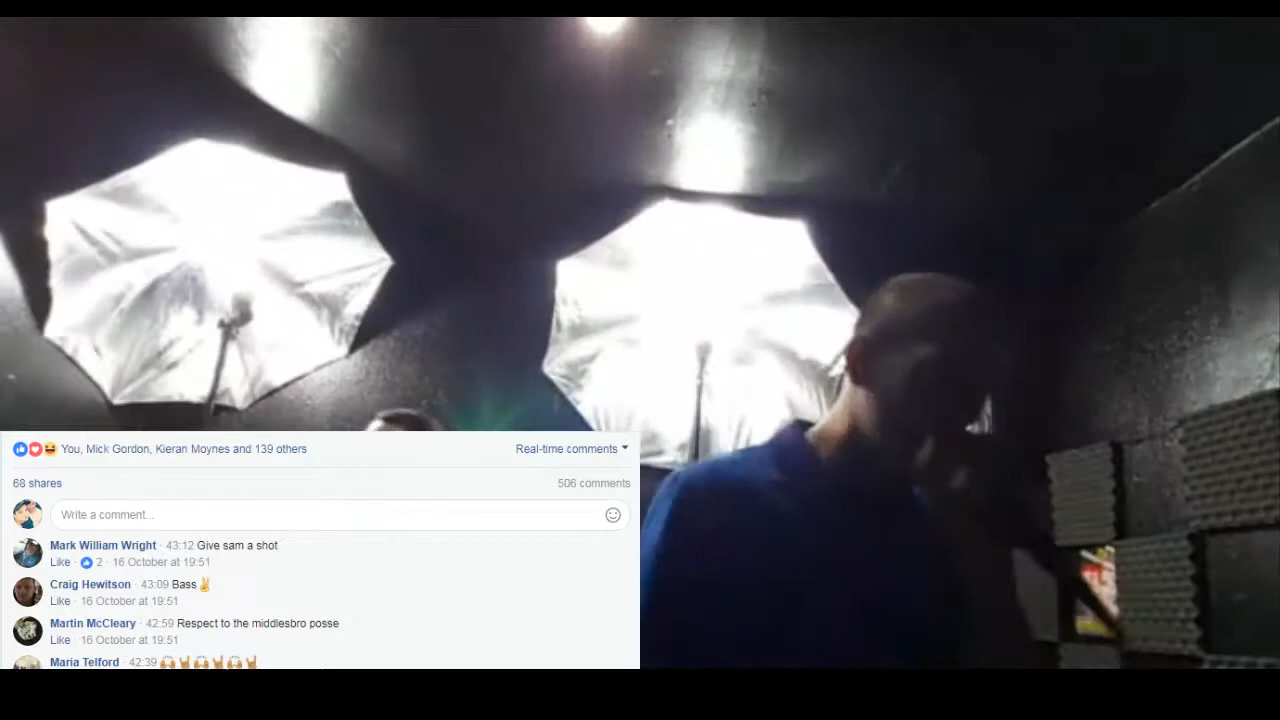 You, Mick Gordon, Kieran Moynes and 139 others Real-time comments
68 shares 506 comments
Write a comment...
Mark William Wright · 43:12 Give sam a shot
Like · 2 · 16 October at 19:51
Craig Hewitson · 43:09 Bass✌
Like · 16 October at 19:51
Martin McCleary · 42:59 Respect to the middlesbro posse
Like · 16 October at 19:51
Maria Telford · 42:39